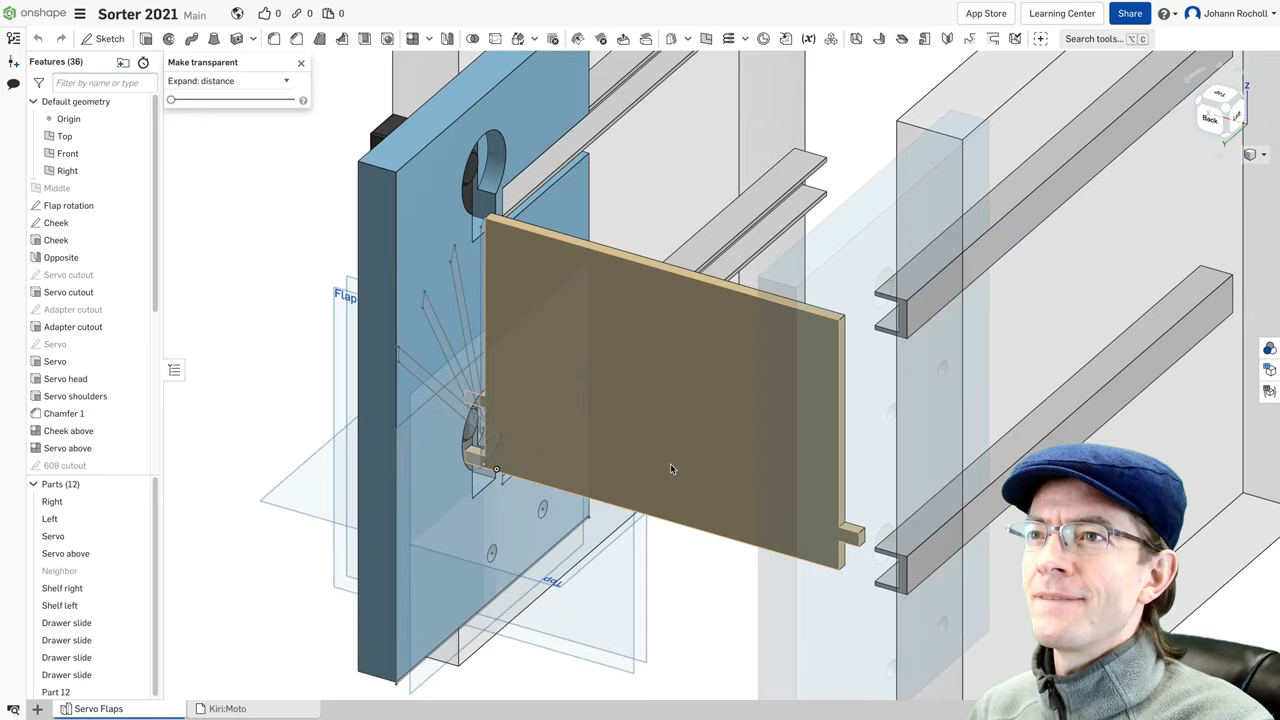 onshape
Sorter 2021 Main
0
0
0
App Store
Learning Center
Share
Johann Rocholl
Sketch
Search tools...
⌥ C
Features (36)
Filter by name or type
Default geometry
Origin
Top
Front
Right
Middle
Flap rotation
Cheek
Cheek
Opposite
Servo cutout
Servo cutout
Adapter cutout
Adapter cutout
Servo
Servo
Servo head
Servo shoulders
Chamfer 1
Cheek above
Servo above
608 cutout
Parts (12)
Right
Left
Servo
Servo above
Neighbor
Shelf right
Shelf left
Drawer slide
Drawer slide
Drawer slide
Drawer slide
Part 12
Make transparent
Expand: distance
Flap
Top
Z
Top
Back
Left
X
Y
Servo Flaps
Kiri:Moto